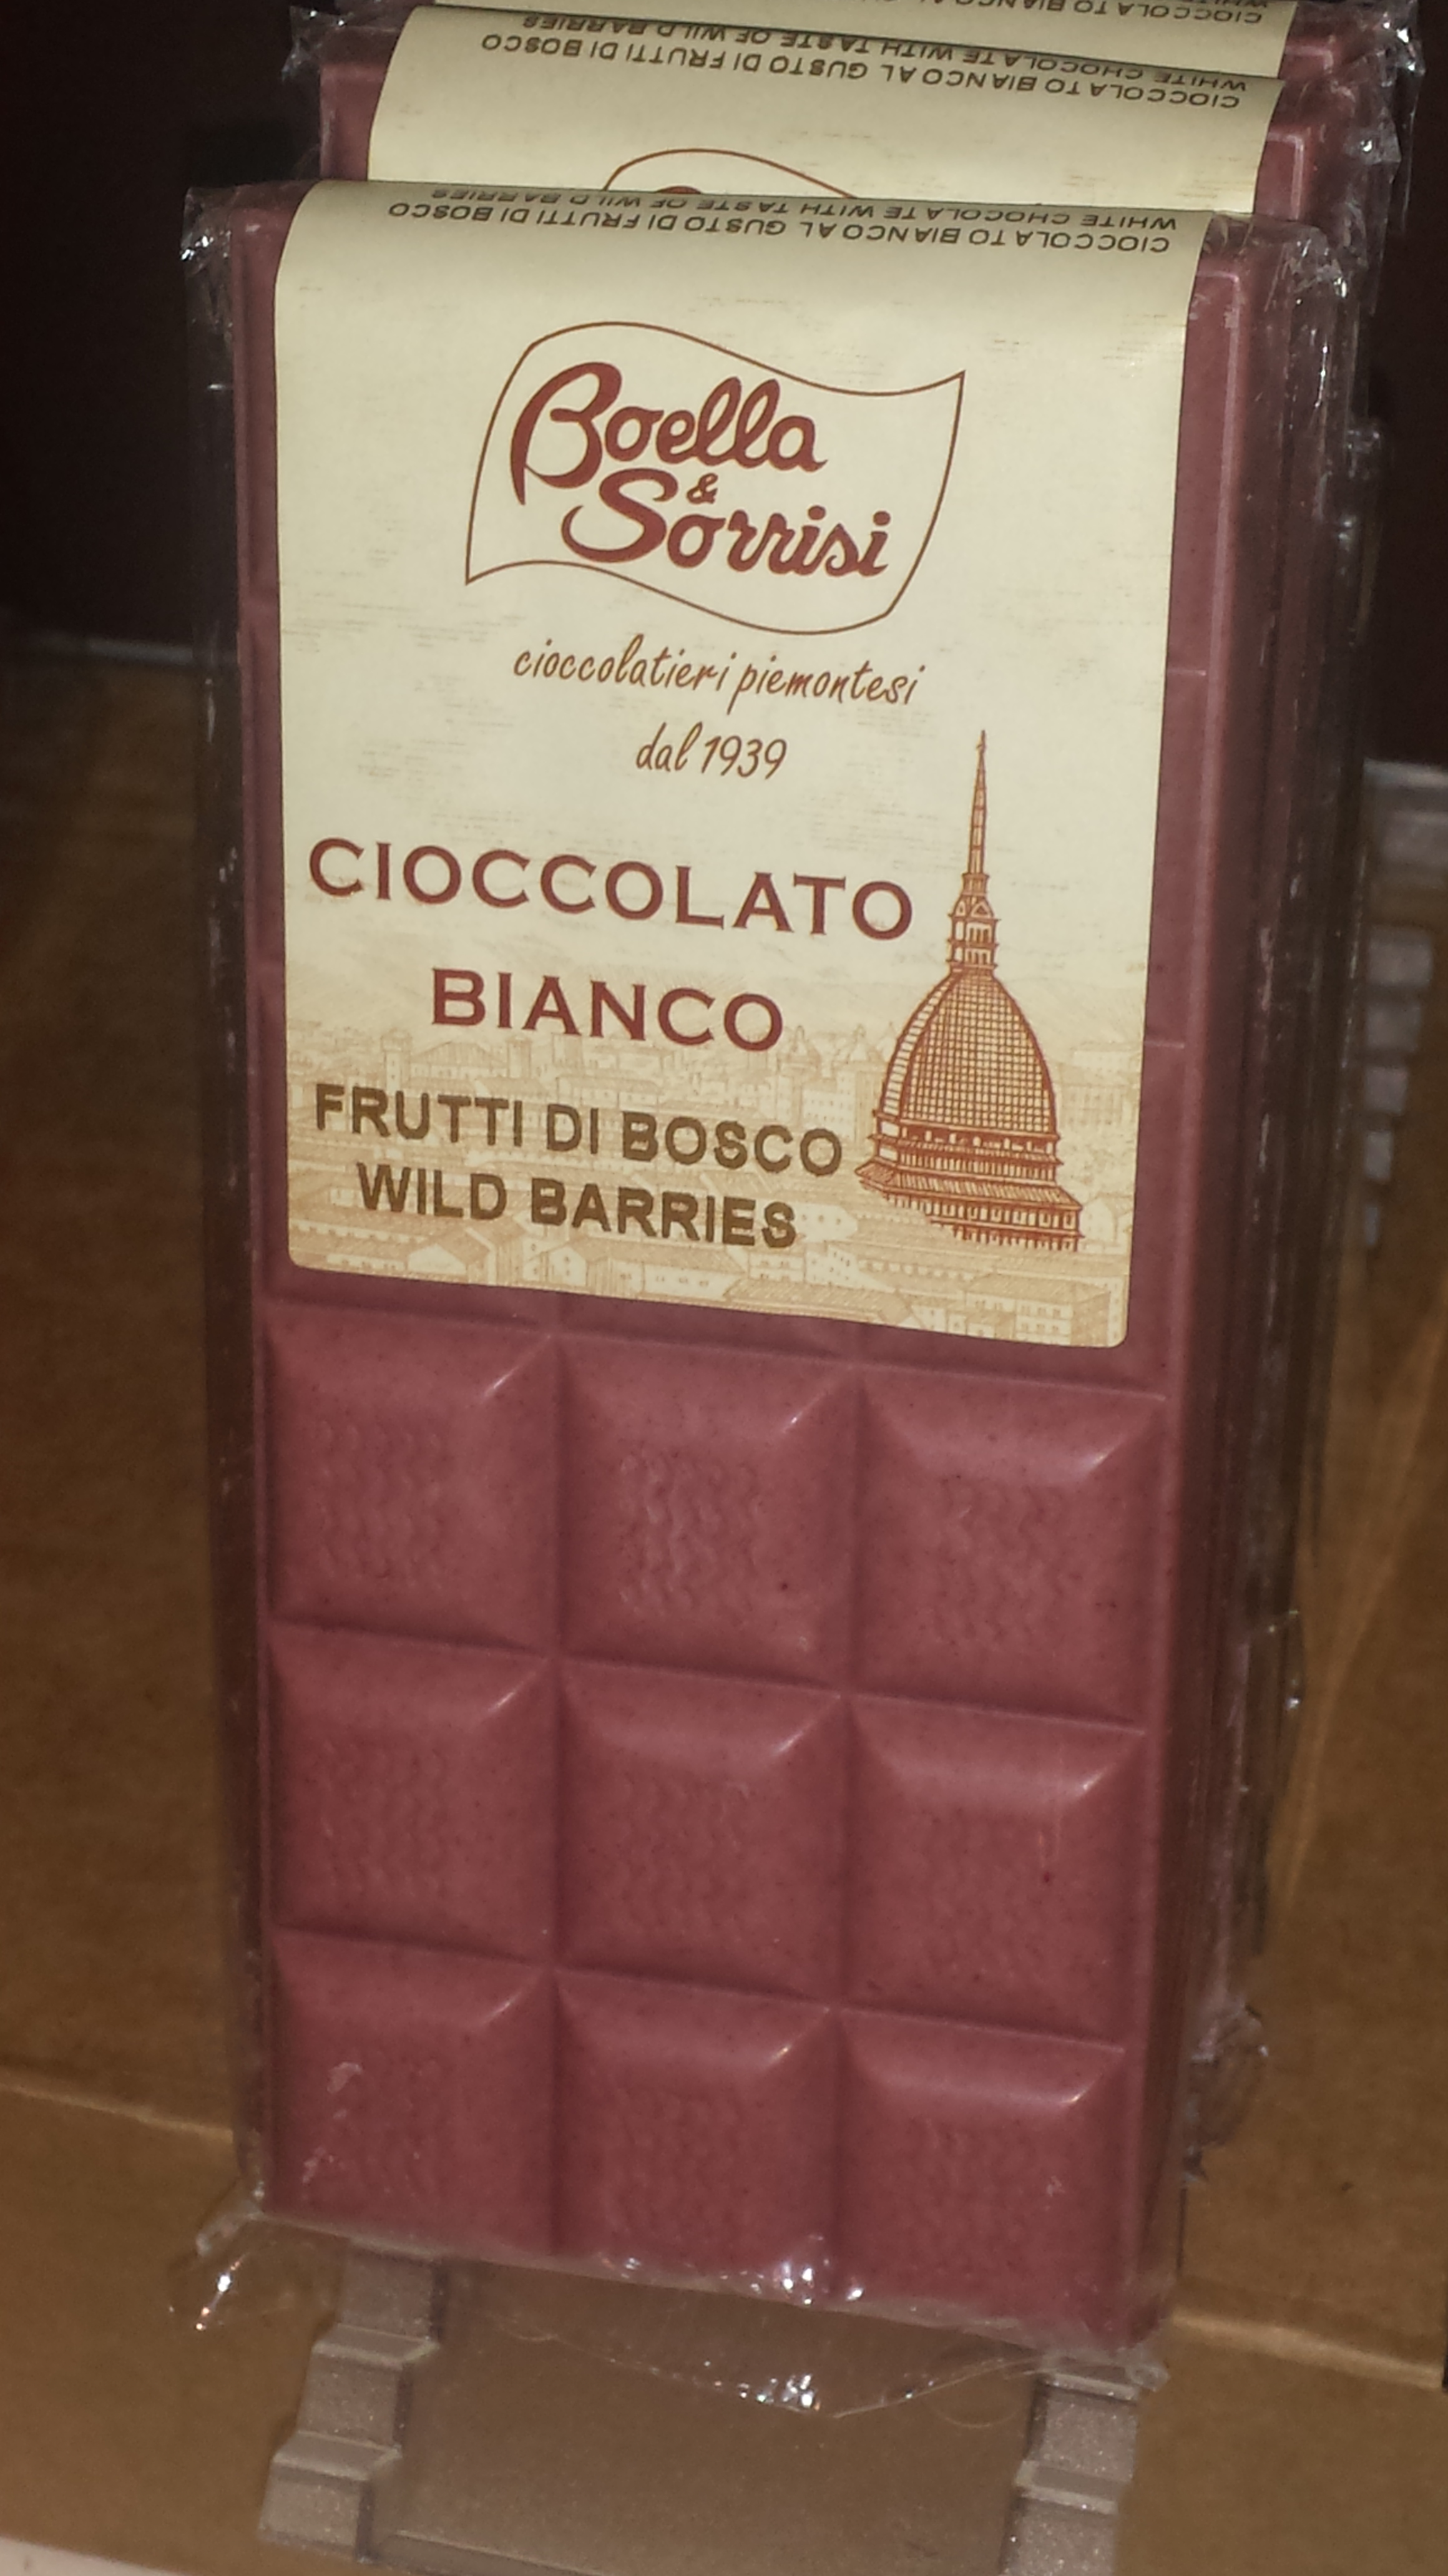 CIOCCOLATO BIANCO
WHITE CHOCOLATE WITH TASTE OF WILD BARRIES
CIOCCOLATO BIANCO AL GUSTO DI FRUTTI DI BOSCO
WHITE CHOCOLATE WITH TASTE OF WILD BARRIES
CIOCCOLATO BIANCO AL GUSTO DI FRUTTI DI BOSCO
Boella
&
Sorrisi
cioccolatieri piemontesi
dal 1939
CIOCCOLATO
BIANCO
FRUTTI DI BOSCO
WILD BARRIES